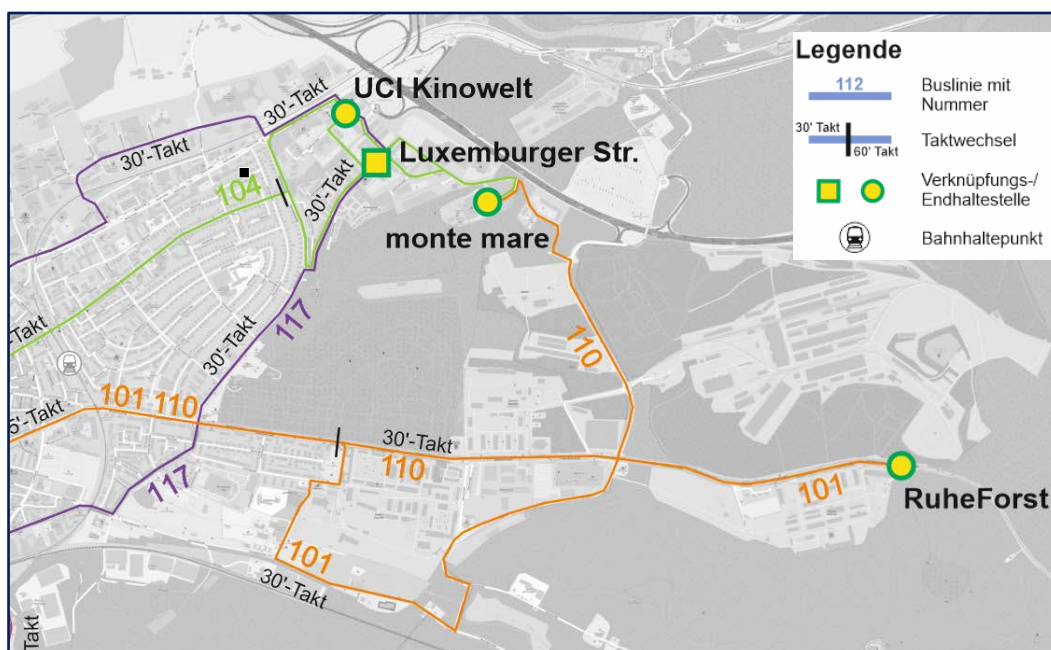 UCI Kinowelt
30'-Takt
30'-Takt
104
30'-Takt
Luxemburger Str.
monte mare
117
30'-Takt
110
101 110
5'-Takt
30'-Takt
110
117
101
RuheForst
101
30'-Takt
Takt
Legende
112
Buslinie mit
Nummer
30' Takt
60' Takt
Taktwechsel
Verknüpfungs-/
Endhaltestelle
Bahnhaltepunkt